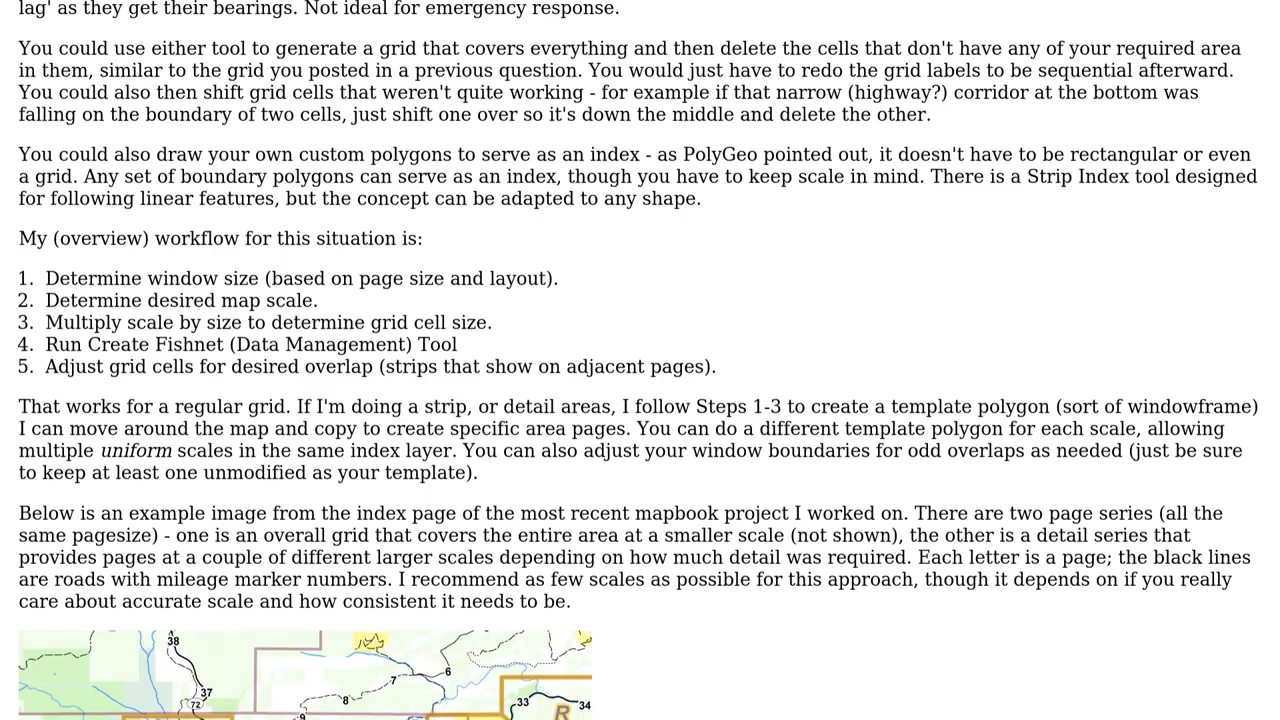 lag' as they get their bearings. Not ideal for emergency response.
You could use either tool to generate a grid that covers everything and then delete the cells that don't have any of your required area
in them, similar to the grid you posted in a previous question. You would just have to redo the grid labels to be sequential afterward.
You could also then shift grid cells that weren't quite working - for example if that narrow (highway?) corridor at the bottom was
falling on the boundary of two cells, just shift one over so it's down the middle and delete the other.
You could also draw your own custom polygons to serve as an index - as PolyGeo pointed out, it doesn't have to be rectangular or even
a grid. Any set of boundary polygons can serve as an index, though you have to keep scale in mind. There is a Strip Index tool designed
for following linear features, but the concept can be adapted to any shape.
My (overview) workflow for this situation is:
1. Determine window size (based on page size and layout).
2. Determine desired map scale.
3. Multiply scale by size to determine grid cell size.
4. Run Create Fishnet (Data Management) Tool
5. Adjust grid cells for desired overlap (strips that show on adjacent pages).
That works for a regular grid. If I'm doing a strip, or detail areas, I follow Steps 1-3 to create a template polygon (sort of windowframe)
I can move around the map and copy to create specific area pages. You can do a different template polygon for each scale, allowing
multiple uniform scales in the same index layer. You can also adjust your window boundaries for odd overlaps as needed (just be sure
to keep at least one unmodified as your template).
Below is an example image from the index page of the most recent mapbook project I worked on. There are two page series (all the
same pagesize) - one is an overall grid that covers the entire area at a smaller scale (not shown), the other is a detail series that
provides pages at a couple of different larger scales depending on how much detail was required. Each letter is a page; the black lines
are roads with mileage marker numbers. I recommend as few scales as possible for this approach, though it depends on if you really
care about accurate scale and how consistent it needs to be.
38
6
7
37
8
72
33
34
R
9